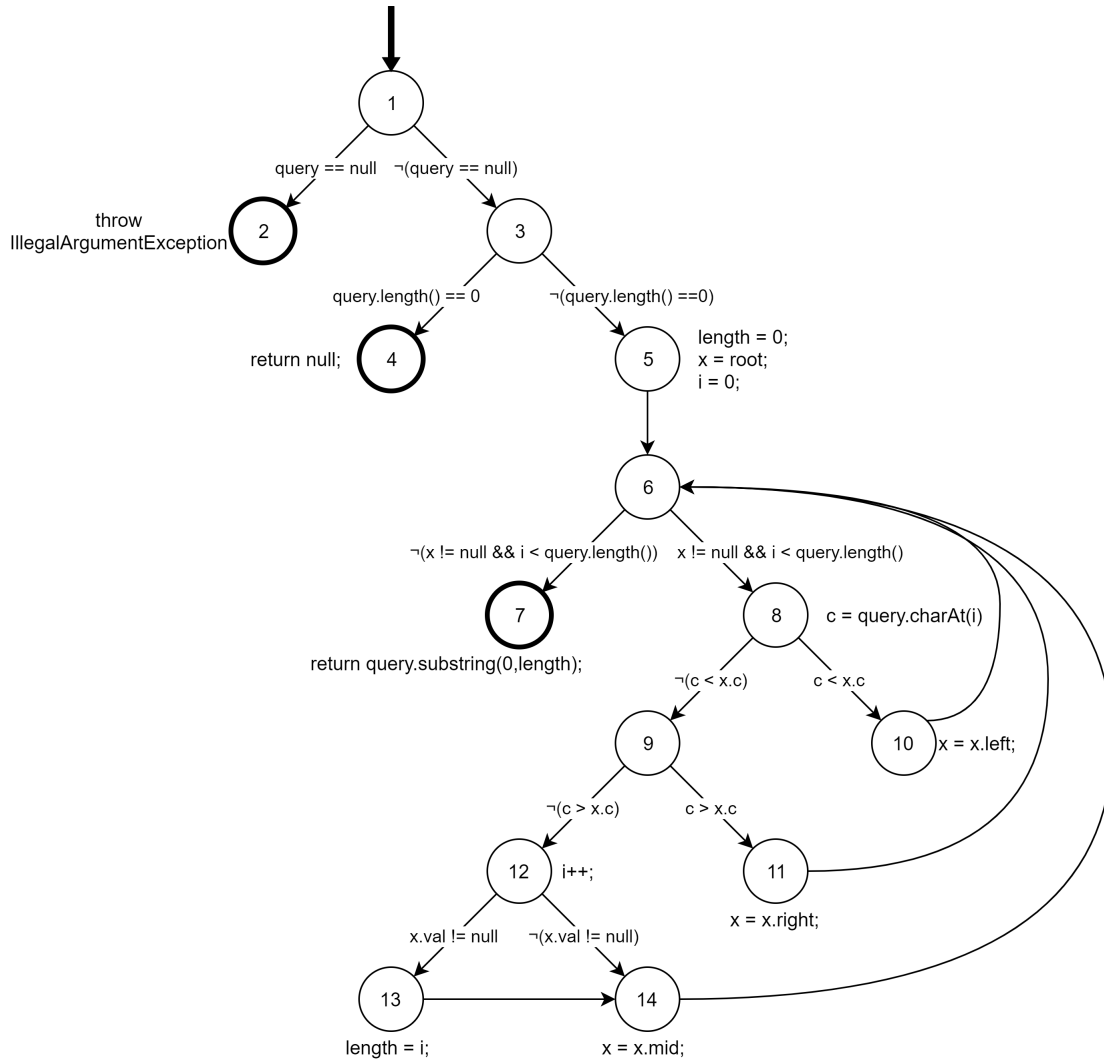 1
query == null
¬(query == null)
throw
IllegalArgumentException
2
3
query.length() == 0
¬(query.length() ==0)
return null;
4
5
length = 0;
x = root;
i = 0;
6
¬(x != null && i < query.length())
x != null && i < query.length()
7
8
c = query.charAt(i)
return query.substring(0,length);
¬(c < x.c)
c < x.c
9
10
x = x.left;
¬(c > x.c)
c > x.c
12
i++;
11
x = x.right;
x.val != null
¬(x.val != null)
13
14
length = i;
x = x.mid;